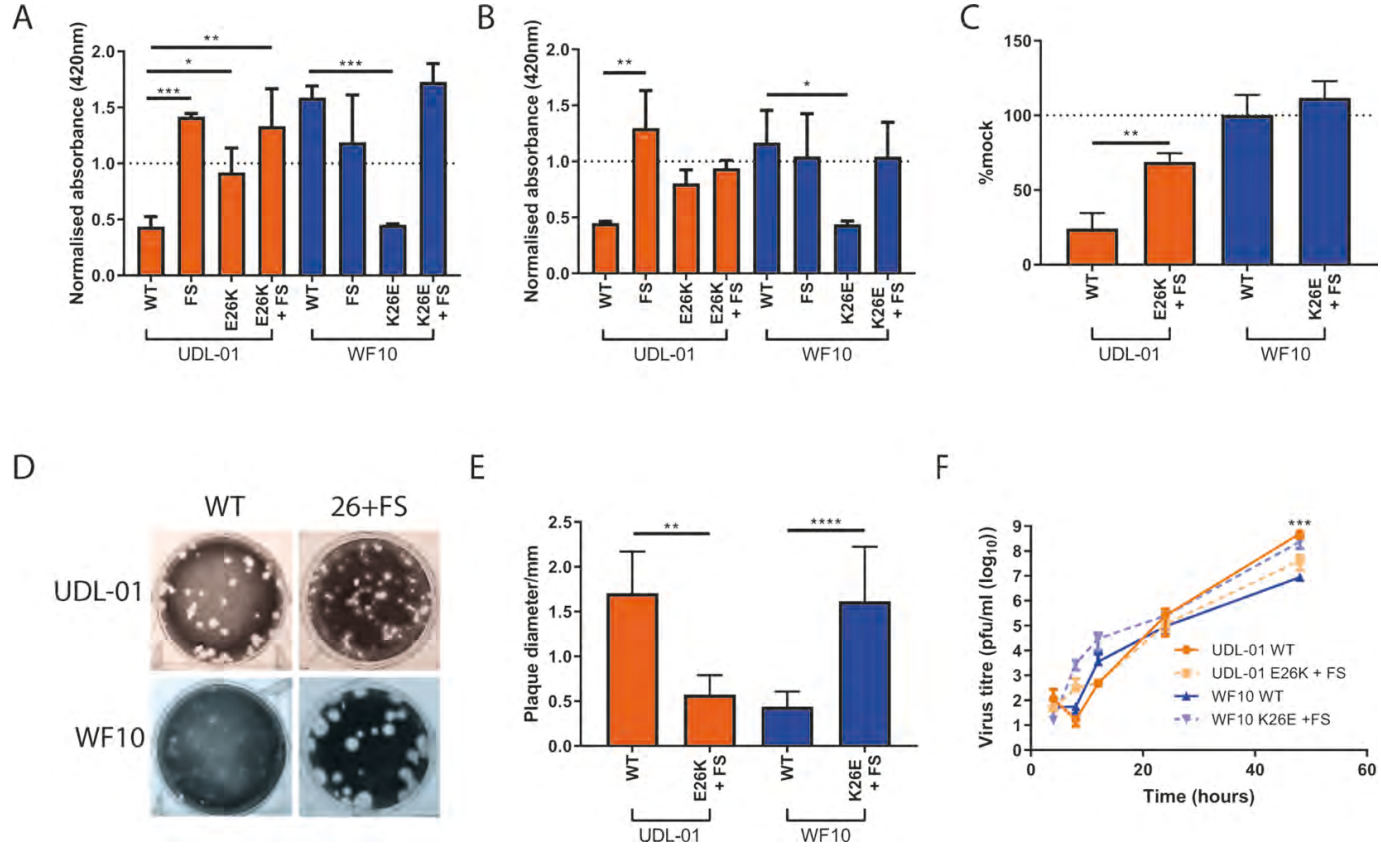 A
Normalised absorbance (420nm)
2.0
1.5
1.0
0.5
0.0
**
*
***
***
WT
FS
E26K
E26K + FS
WT
FS
K26E
K26E + FS
UDL-01
WF10
B
Normalised absorbance (420nm)
2.0
1.5
1.0
0.5
0.0
**
*
WT
FS
E26K
E26K + FS
WT
FS
K26E
K26E + FS
UDL-01
WF10
C
%mock
150
100
50
0
**
WT
E26K + FS
WT
K26E + FS
UDL-01
WF10
D
WT
26+FS
UDL-01
WF10
E
Plaque diameter/mm
2.5
2.0
1.5
1.0
0.5
0.0
**
****
WT
E26K + FS
WT
K26E + FS
UDL-01
WF10
F
Virus titre (pfu/ml (log10))
9
8
7
6
5
4
3
2
1
0
***
UDL-01 WT
UDL-01 E26K + FS
WF10 WT
WF10 K26E +FS
0
20
40
60
Time (hours)